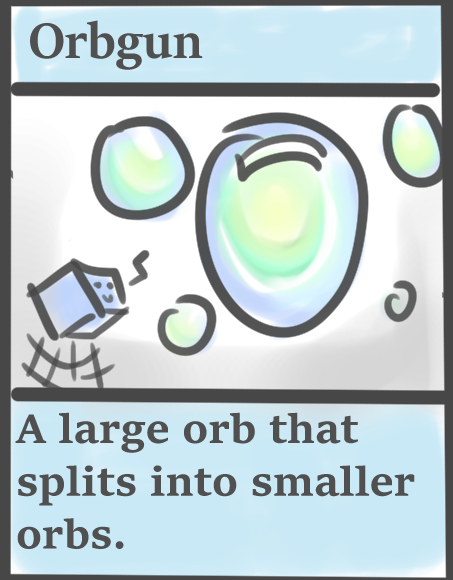 Orbgun
A large orb that
splits into smaller
orbs.